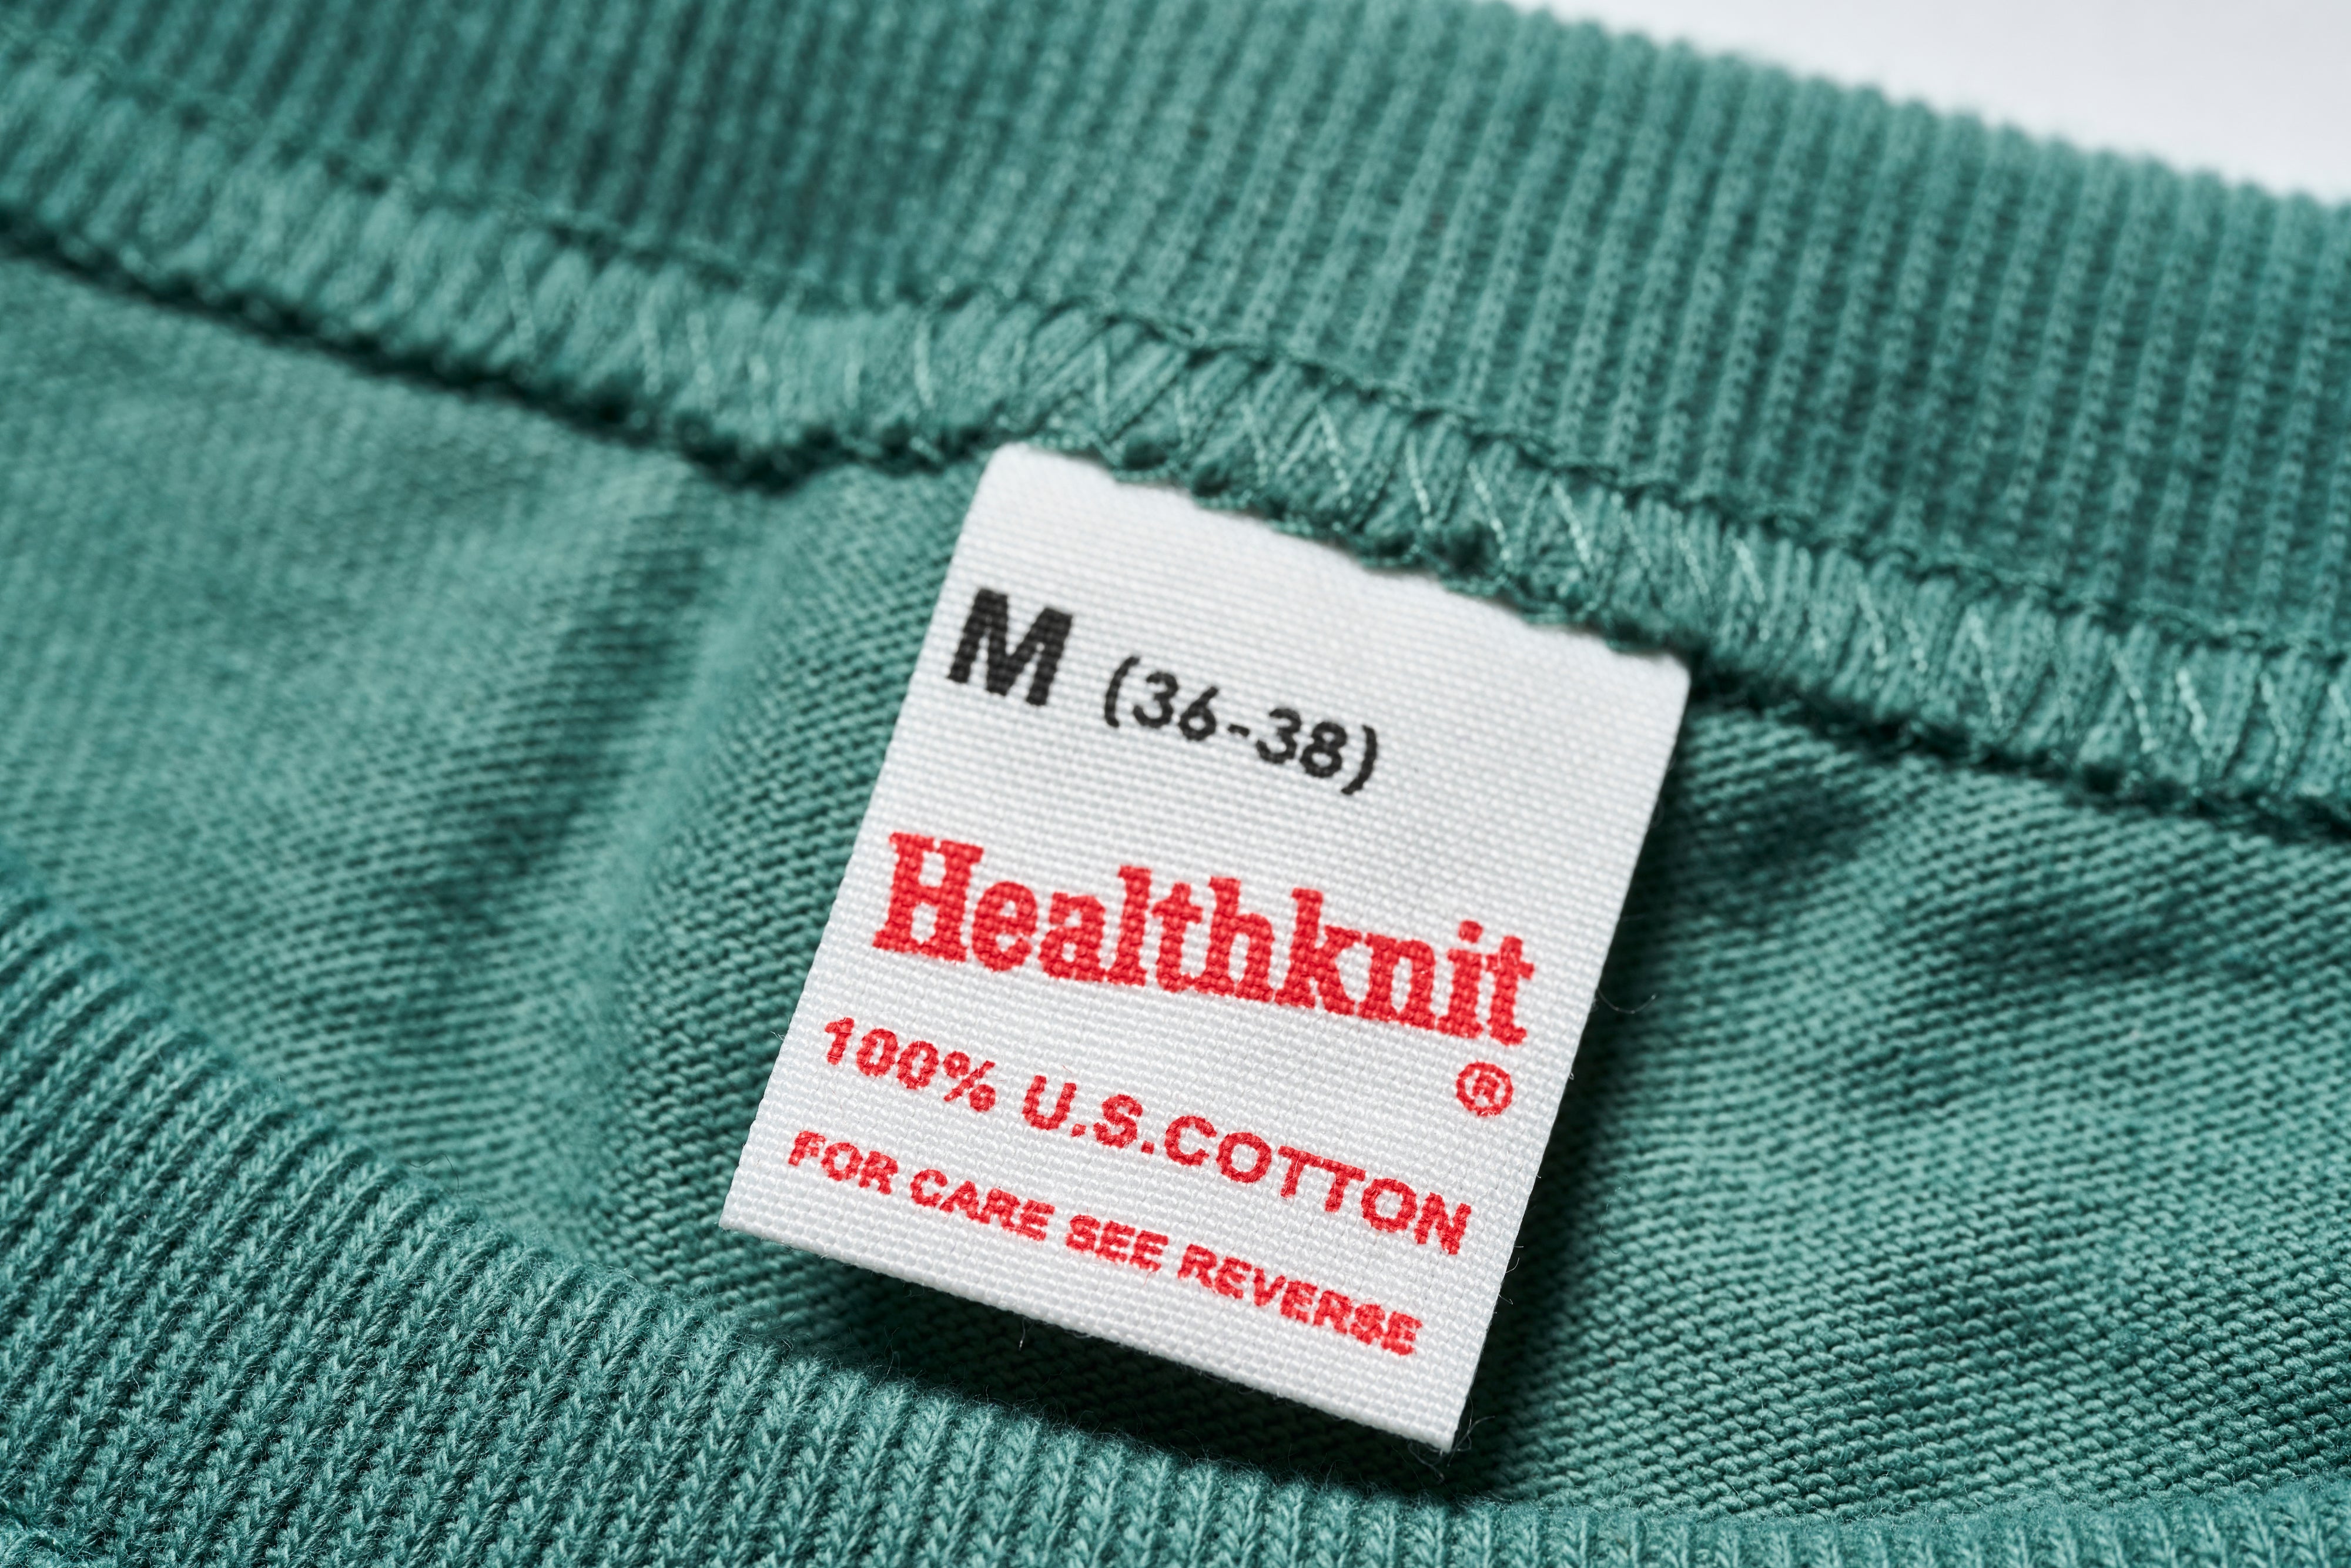 M (36-38)
Healthknit
®
100% U.S.COTTON
FOR CARE SEE REVERSE